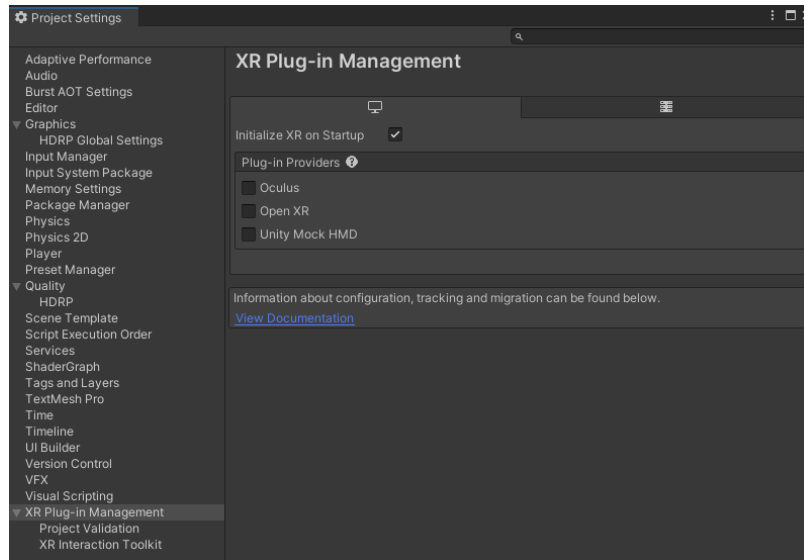 Project Settings
XR Plug-in Management
Adaptive Performance
Audio
Burst AOT Settings
Editor
Graphics
HDRP Global Settings
Input Manager
Input System Package
Memory Settings
Package Manager
Physics
Physics 2D
Player
Preset Manager
Quality
HDRP
Scene Template
Script Execution Order
Services
ShaderGraph
Tags and Layers
TextMesh Pro
Time
Timeline
UI Builder
Version Control
VFX
Visual Scripting
XR Plug-in Management
Project Validation
XR Interaction Toolkit
Initialize XR on Startup
Plug-in Providers
Oculus
Open XR
Unity Mock HMD
Information about configuration, tracking and migration can be found below.
View Documentation